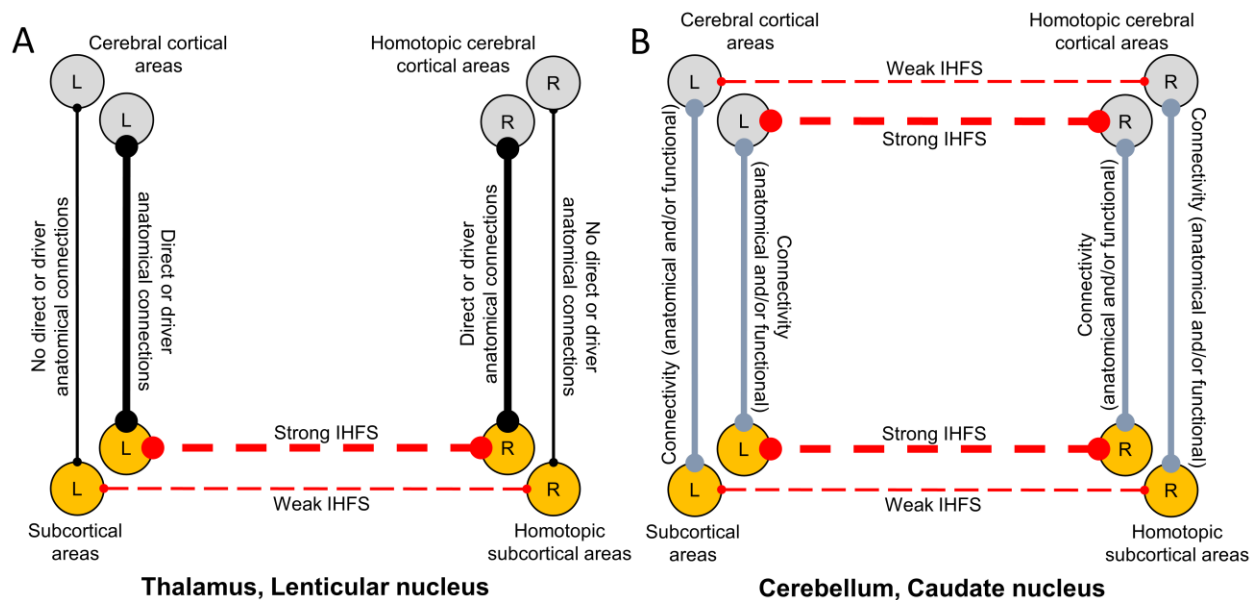 A
Cerebral cortical
areas
Homotopic cerebral
cortical areas
L
R
L
R
No direct or driver
anatomical connections
Direct or driver
anatomical connections
Direct or driver
anatomical connections
No direct or driver
anatomical connections
Strong IHFS
L
R
Weak IHFS
L
R
Subcortical
areas
Homotopic
subcortical areas
Thalamus, Lenticular nucleus
B
Cerebral cortical
areas
Homotopic cerebral
cortical areas
Weak IHFS
L
R
L
R
Strong IHFS
Connectivity (anatomical and/or functional)
Connectivity
(anatomical and/or functional)
Connectivity
(anatomical and/or functional)
Connectivity (anatomical and/or functional)
Strong IHFS
L
R
Weak IHFS
L
R
Subcortical
areas
Homotopic
subcortical areas
Cerebellum, Caudate nucleus